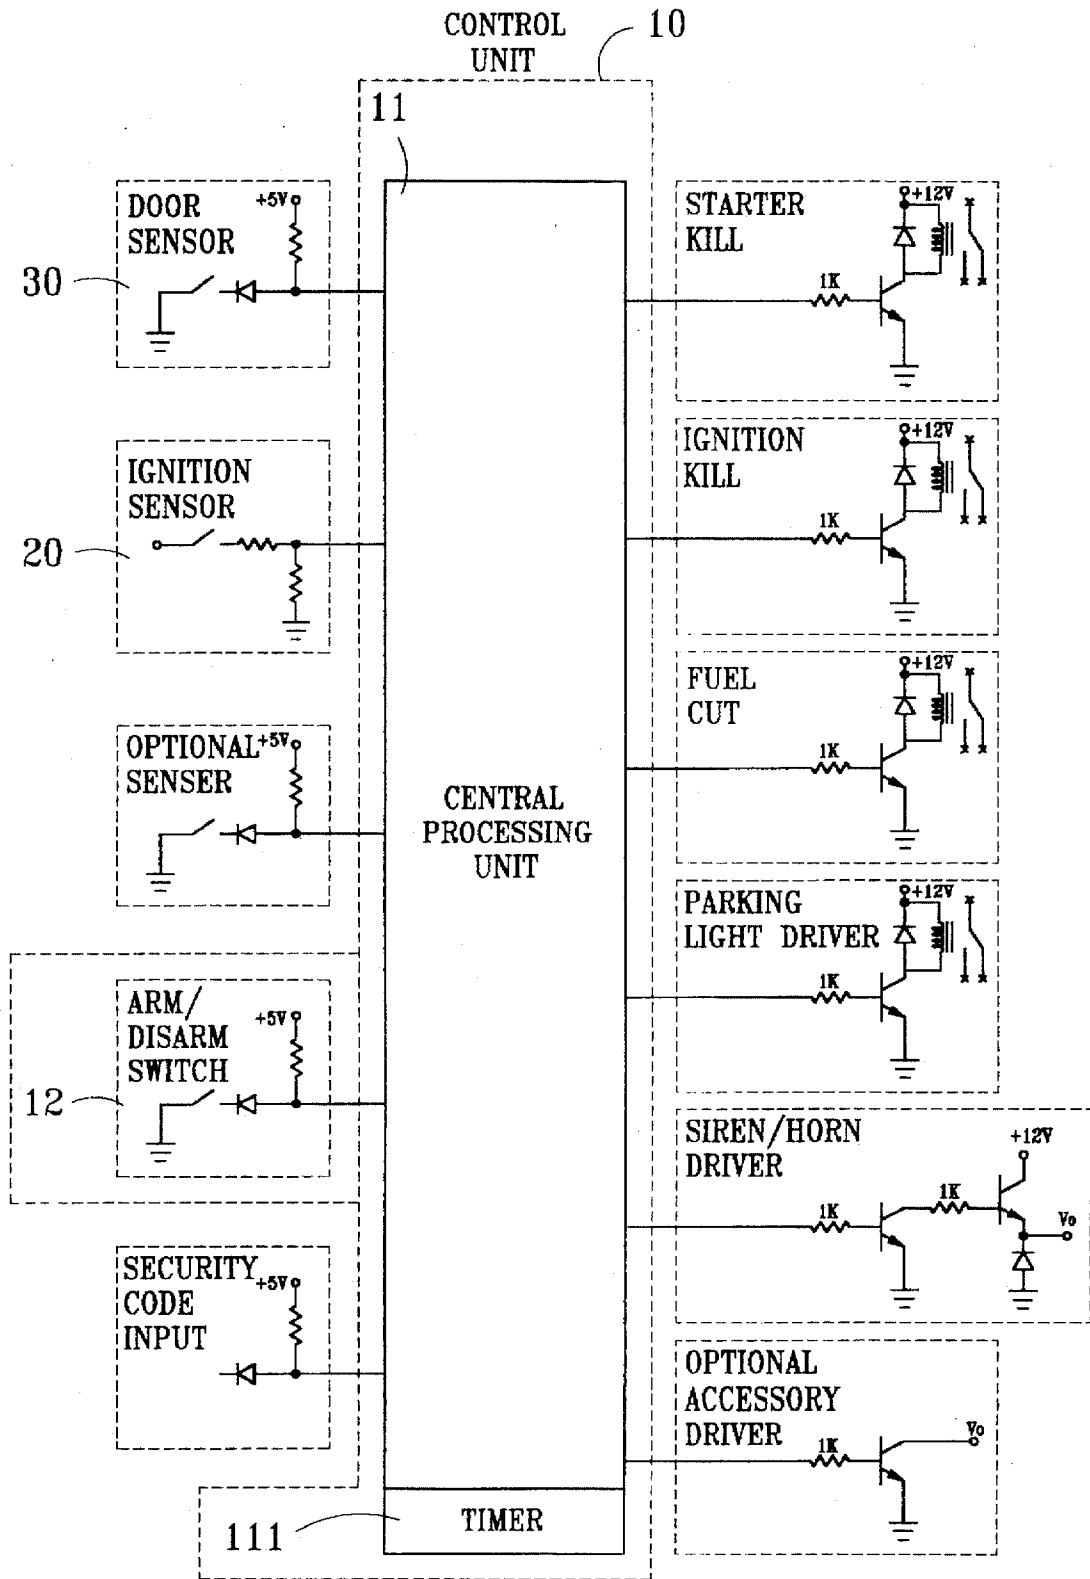 CONTROL
UNIT
10
11
DOOR
SENSOR
+5V
30
IGNITION
SENSOR
20
OPTIONAL
SENSER
+5V
ARM/
DISARM
SWITCH
+5V
12
SECURITY
CODE
INPUT
+5V
CENTRAL
PROCESSING
UNIT
TIMER
111
STARTER
KILL
+12V
1K
IGNITION
KILL
+12V
1K
FUEL
CUT
+12V
1K
PARKING
LIGHT DRIVER
+12V
1K
SIREN/HORN
DRIVER
+12V
1K
1K
Vo
OPTIONAL
ACCESSORY
DRIVER
1K
Vo